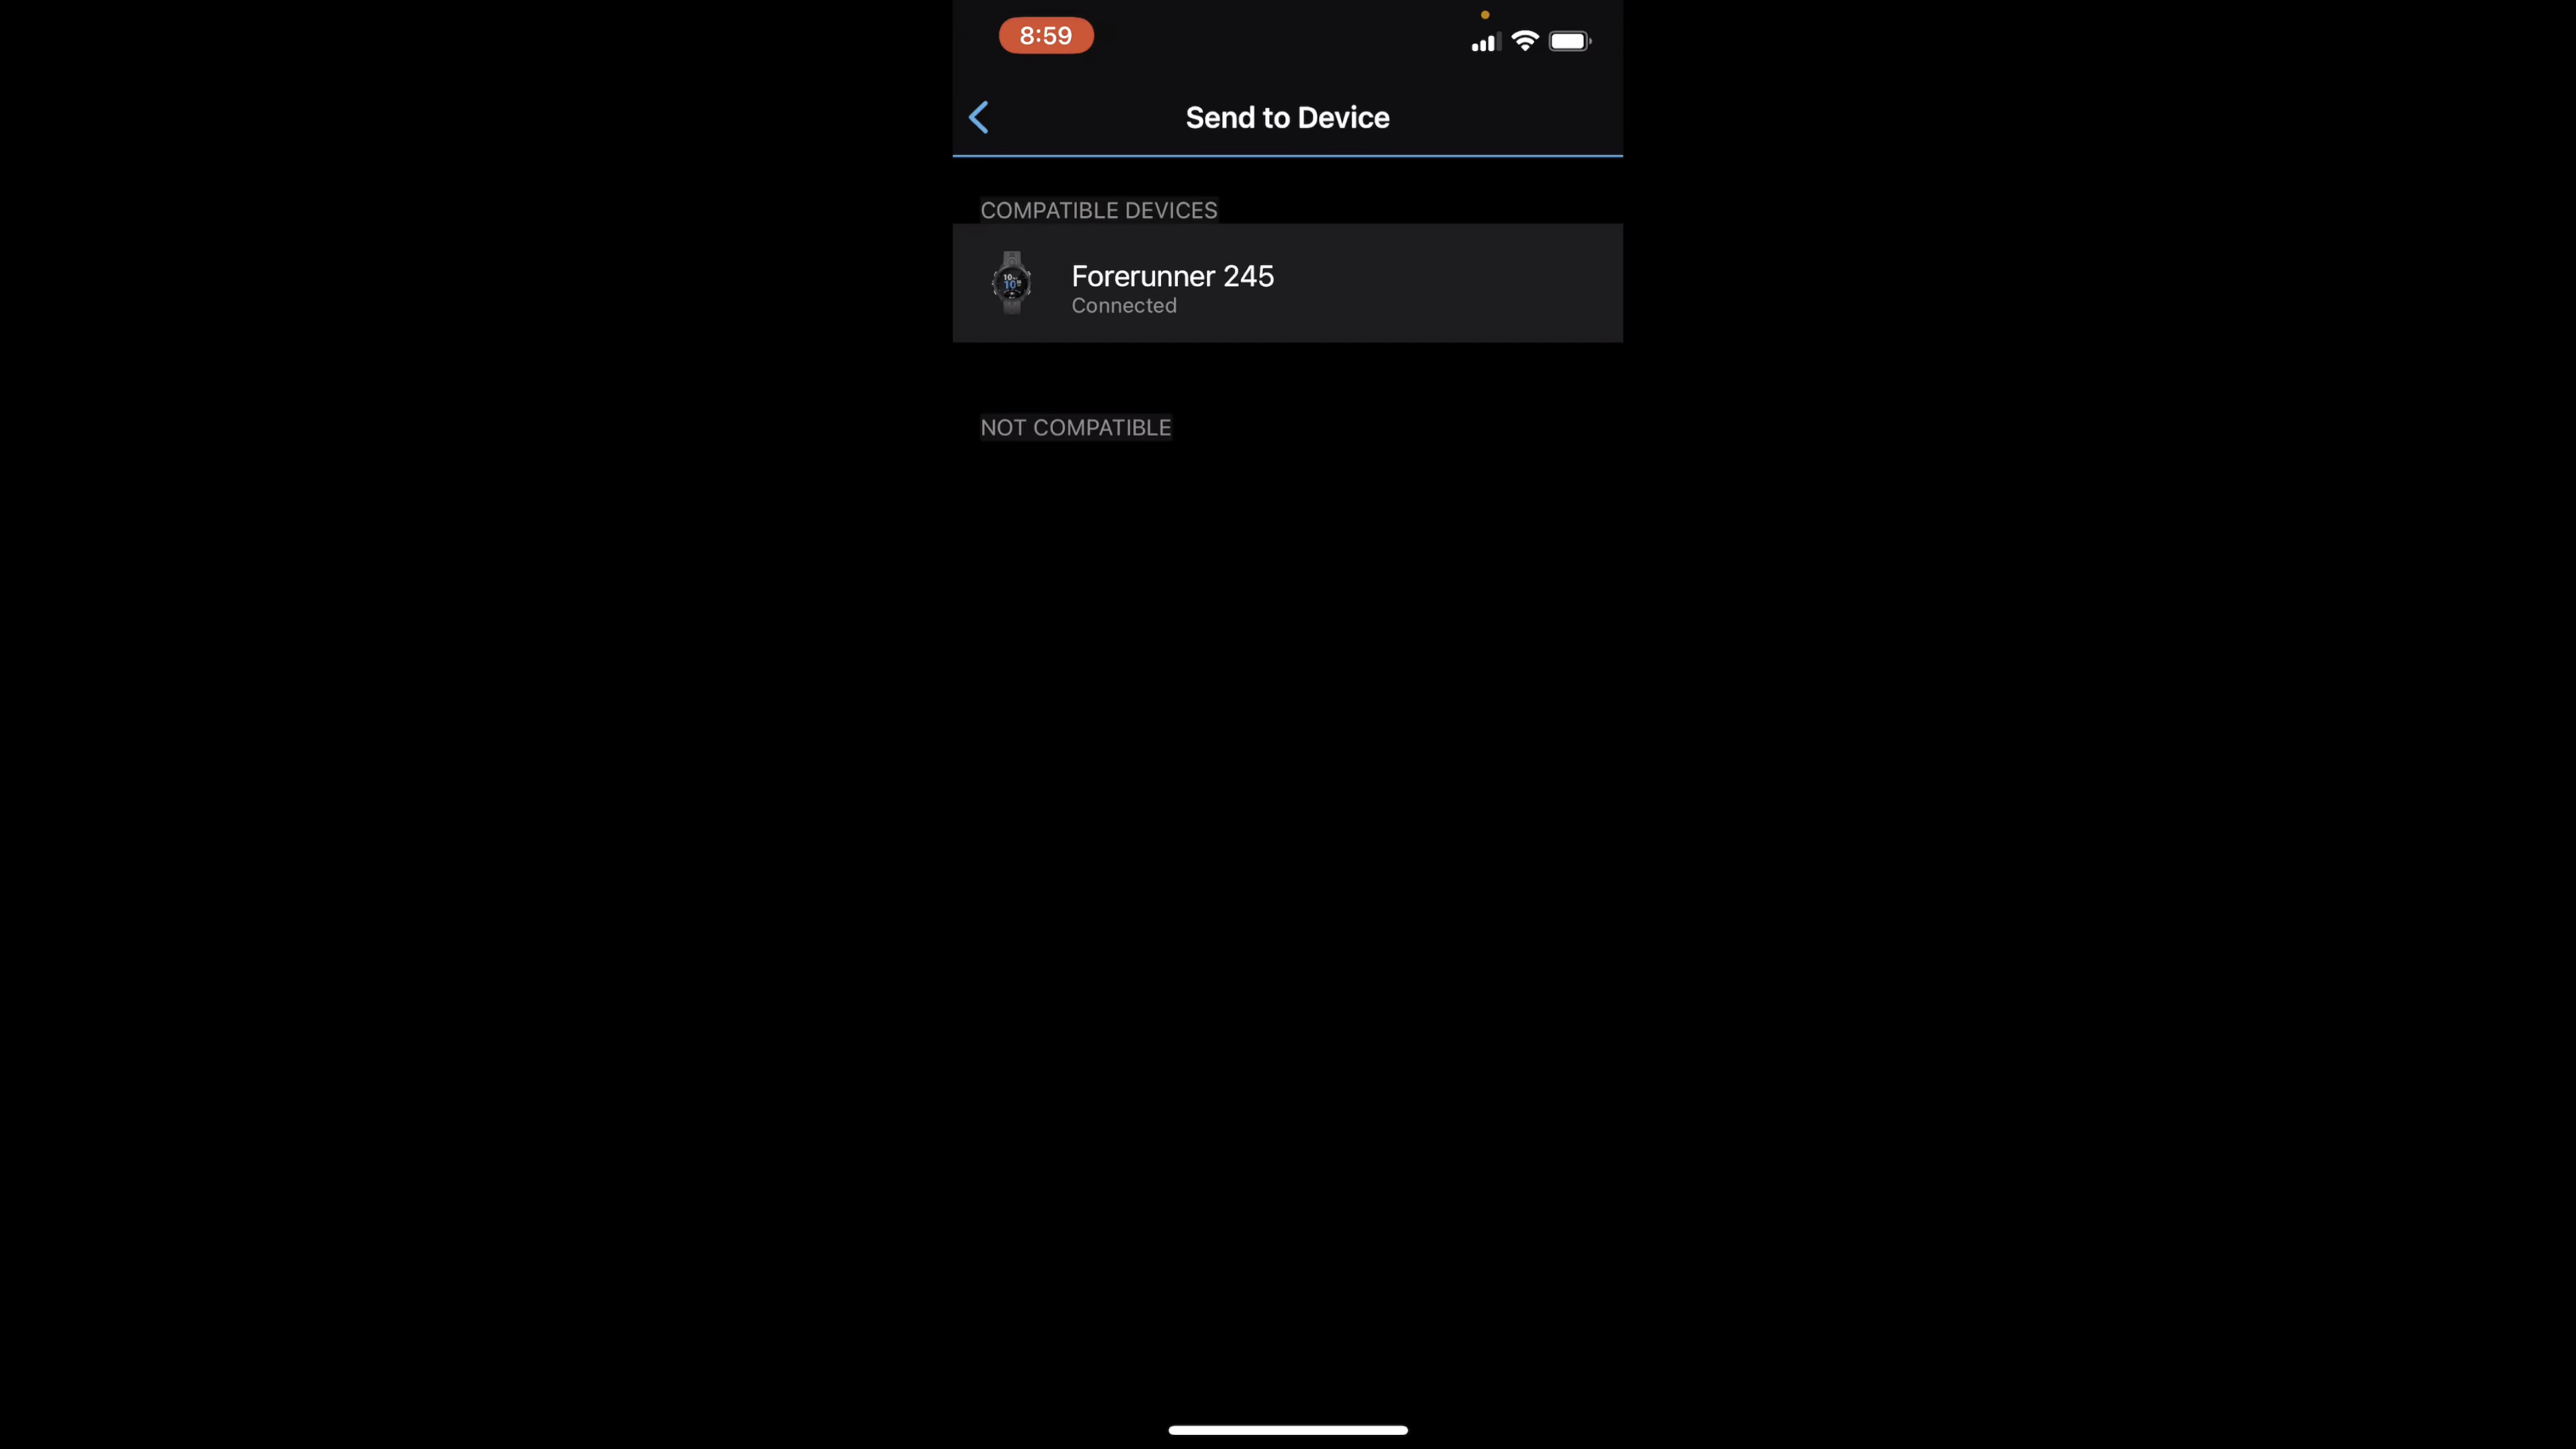 8:59
Send to Device
COMPATIBLE DEVICES
Forerunner 245
Connected
NOT COMPATIBLE